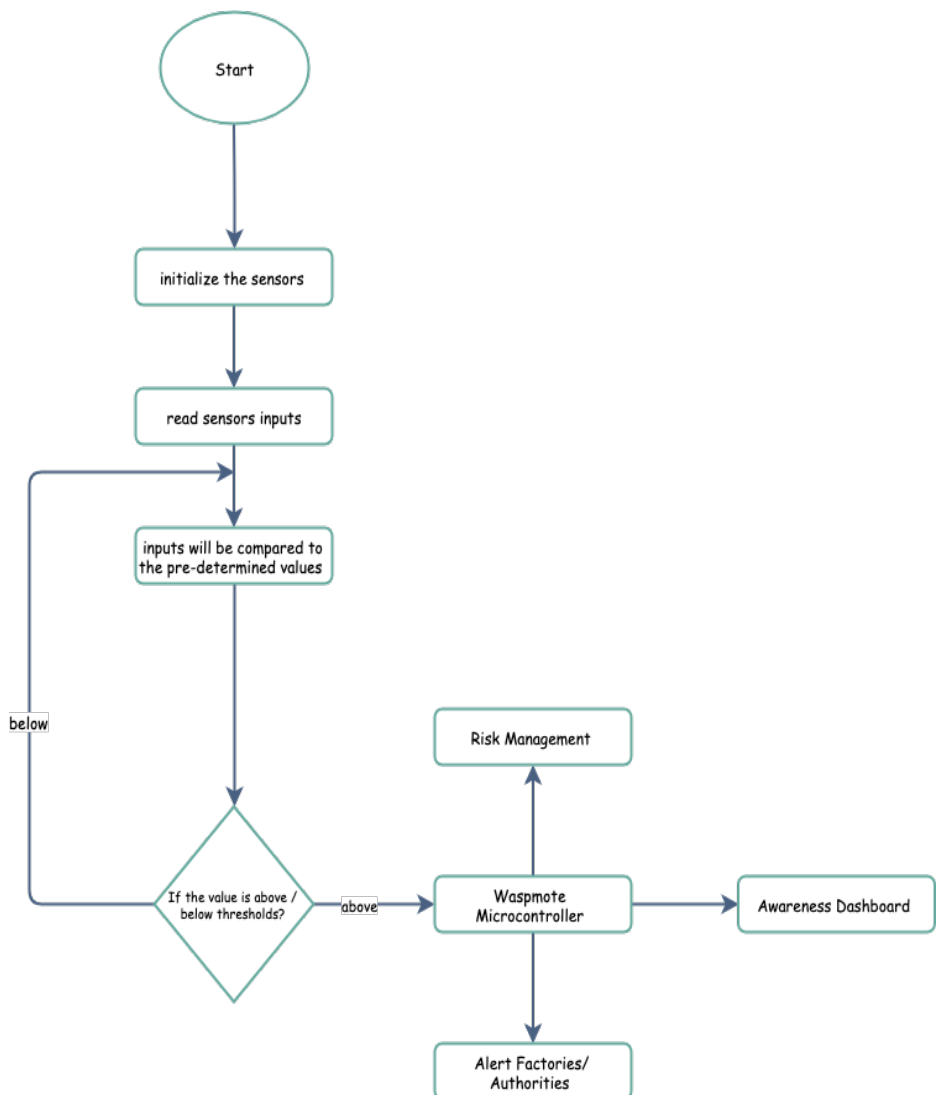 Start
initialize the sensors
read sensors inputs
inputs will be compared to
the pre-determined values
below
Risk Management
If the value is above /
below thresholds?
above
Waspmote
Microcontroller
Awareness Dashboard
Alert Factories/
Authorities